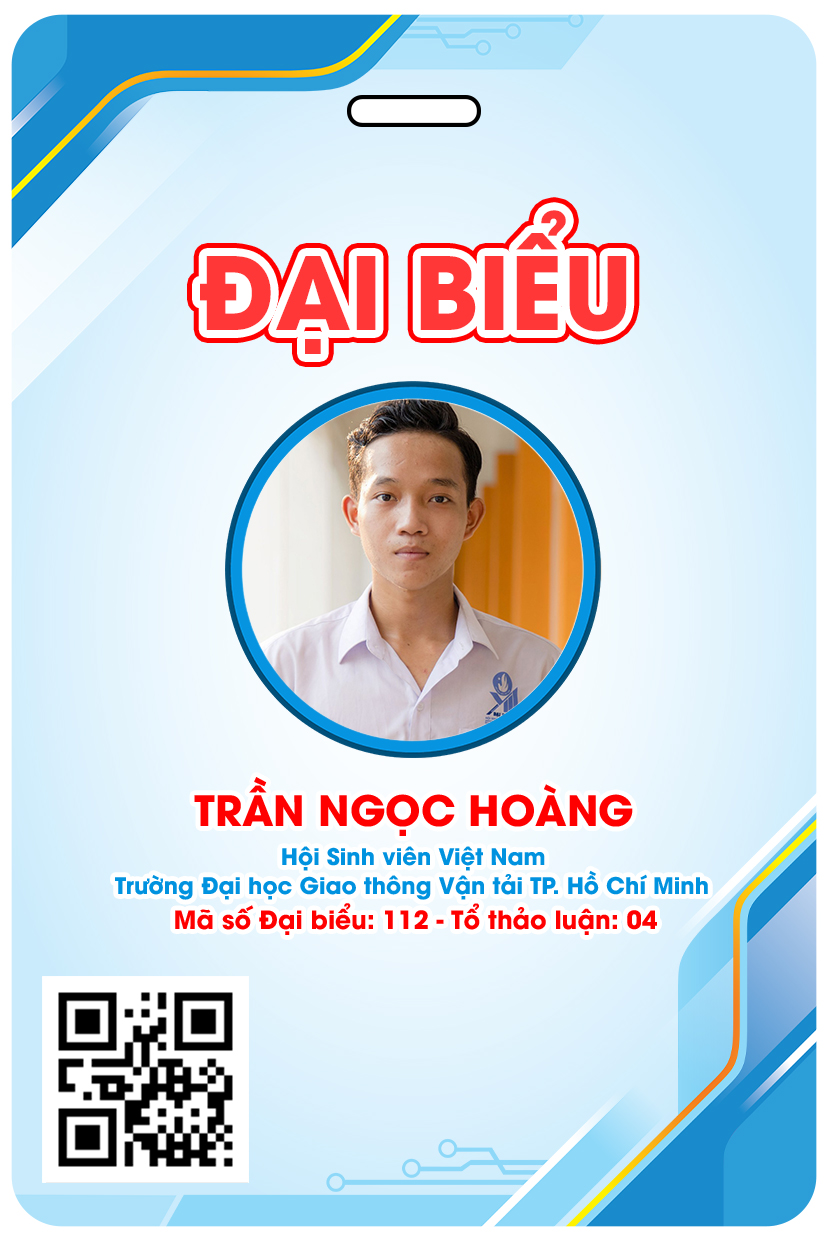 ĐẠI BIỂU
TRẦN NGỌC HOÀNG
Hội Sinh viên Việt Nam
Trường Đại học Giao thông Vận tải TP. Hồ Chí Minh
Mã số Đại biểu: 112 - Tổ thảo luận: 04